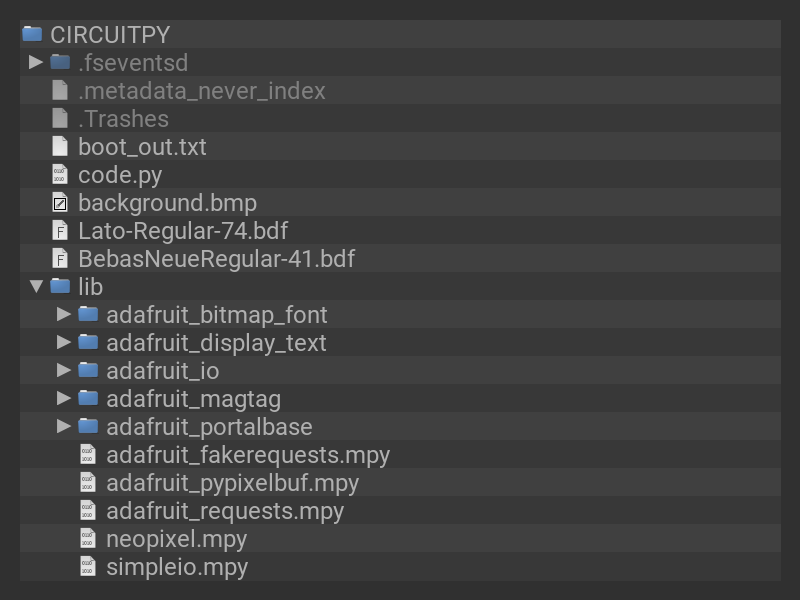 CIRCUITPY
.fseventsd
.metadata_never_index
.Trashes
boot_out.txt
code.py
background.bmp
Lato-Regular-74.bdf
BebasNeueRegular-41.bdf
lib
adafruit_bitmap_font
adafruit_display_text
adafruit_io
adafruit_magtag
adafruit_portalbase
adafruit_fakerequests.mpy
adafruit_pypixelbuf.mpy
adafruit_requests.mpy
neopixel.mpy
simpleio.mpy